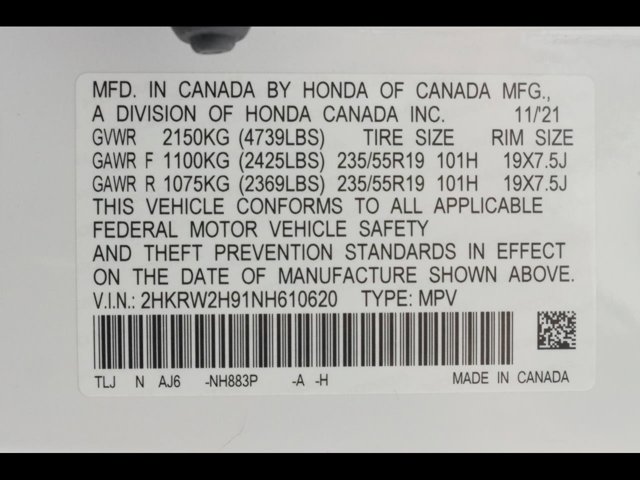 MFD. IN CANADA BY HONDA OF CANADA MFG.,
A DIVISION OF HONDA CANADA INC. 11/'21
GVWR 2150KG (4739LBS) TIRE SIZE RIM SIZE
GAWR F 1100KG (2425LBS) 235/55R19 101H 19X7.5J
GAWR R 1075KG (2369LBS) 235/55R19 101H 19X7.5J
THIS VEHICLE CONFORMS TO ALL APPLICABLE
FEDERAL MOTOR VEHICLE SAFETY
AND THEFT PREVENTION STANDARDS IN EFFECT
ON THE DATE OF MANUFACTURE SHOWN ABOVE.
V.I.N.: 2HKRW2H91NH610620 TYPE: MPV
TLJ N AJ6 -NH883P -A -H MADE IN CANADA